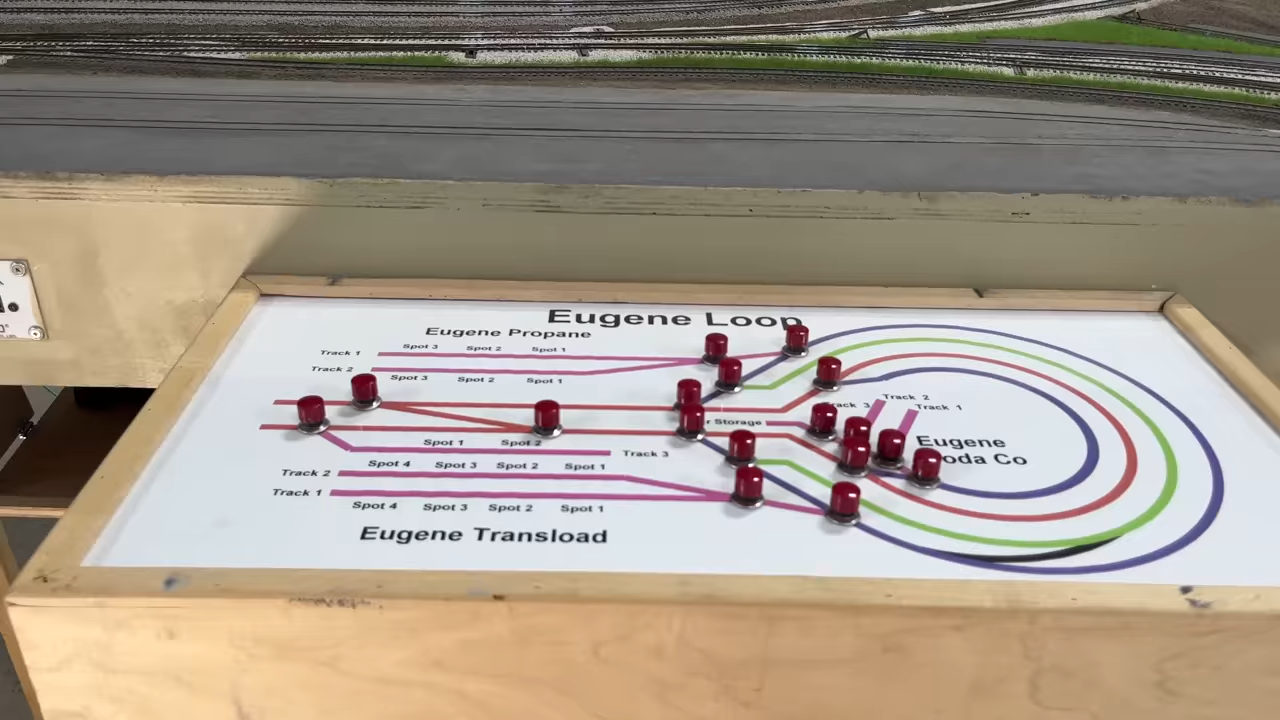 Eugene Loop
Eugene Propane
Track 1 Spot 3 Spot 2 Spot 1
Track 2 Spot 3 Spot 2 Spot 1
Track 2
Track 3 Track 1
Storage
Spot 1 Spot 2 Track 3
Eugene
oda Co
Track 2 Spot 4 Spot 3 Spot 2 Spot 1
Track 1 Spot 4 Spot 3 Spot 2 Spot 1
Eugene Transload